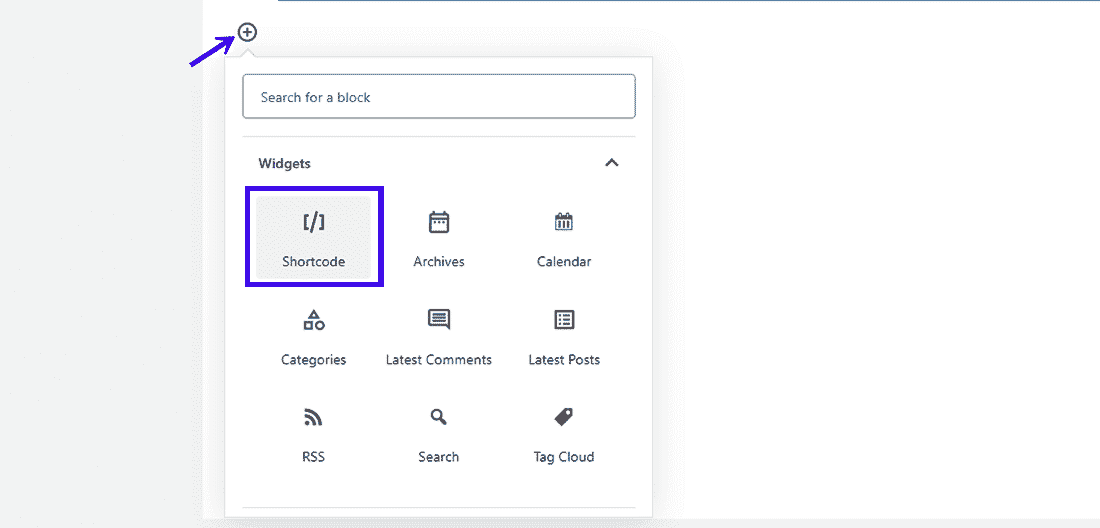 Search for a block
Widgets
[/]
Shortcode
Archives
Calendar
Categories
Latest Comments
Latest Posts
RSS
Search
Tag Cloud